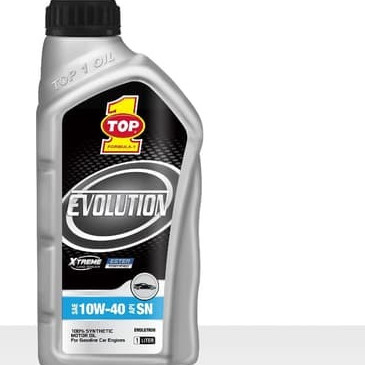 TOP 1 OIL
1
TOP
FORMULA-1
EVOLUTION
XTREME
ESTER
SAE 10W-40 API SN
100% SYNTHETIC
MOTOR OIL
For Gasoline Car Engines
EVOLUTION
1 LITER